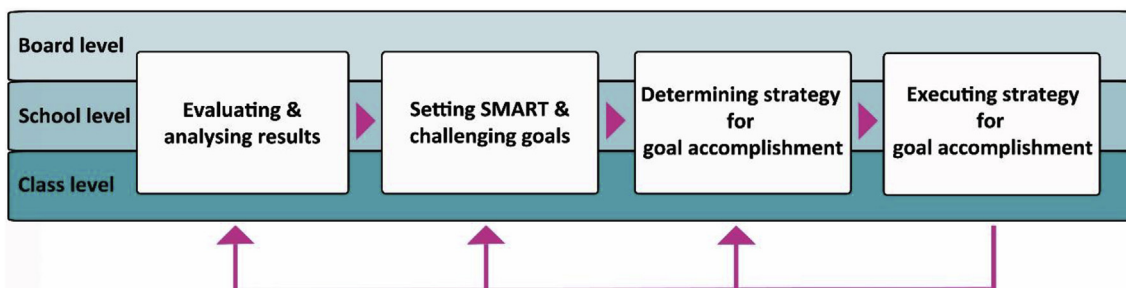 Board level
School level
Class level
Evaluating &
analysing results
Setting SMART &
challenging goals
Determining strategy
for
goal accomplishment
Executing strategy
for
goal accomplishment